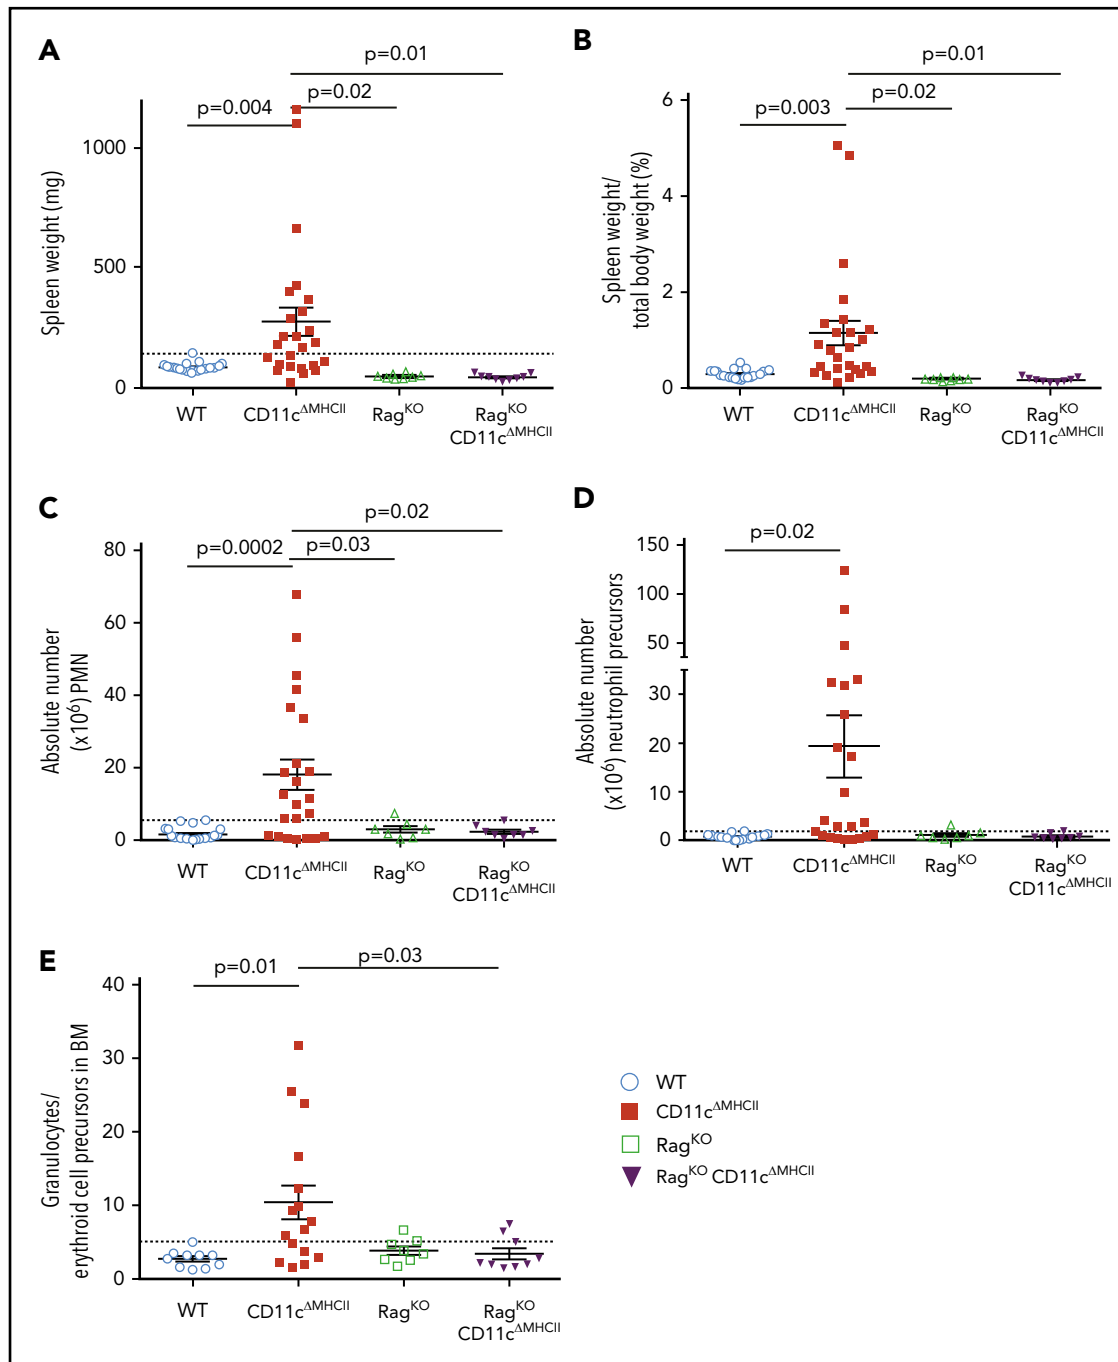 A
p=0.01
p=0.02
p=0.004
Spleen weight (mg)
1000
500
0
WT
CD11c^ΔMHCII
Rag^KO
Rag^KO
CD11c^ΔMHCII
B
p=0.01
p=0.02
p=0.003
Spleen weight/
total body weight (%)
6
4
2
0
WT
CD11c^ΔMHCII
Rag^KO
Rag^KO
CD11c^ΔMHCII
C
p=0.02
p=0.0002
p=0.03
Absolute number
(x10^6) PMN
80
60
40
20
0
WT
CD11c^ΔMHCII
Rag^KO
Rag^KO
CD11c^ΔMHCII
D
p=0.02
Absolute number
(x10^6) neutrophil precursors
150
100
50
30
20
10
0
WT
CD11c^ΔMHCII
Rag^KO
Rag^KO
CD11c^ΔMHCII
E
p=0.03
p=0.01
Granulocytes/
erythroid cell precursors in BM
40
30
20
10
0
WT
CD11c^ΔMHCII
Rag^KO
Rag^KO
CD11c^ΔMHCII
WT
CD11c^ΔMHCII
Rag^KO
Rag^KO CD11c^ΔMHCII